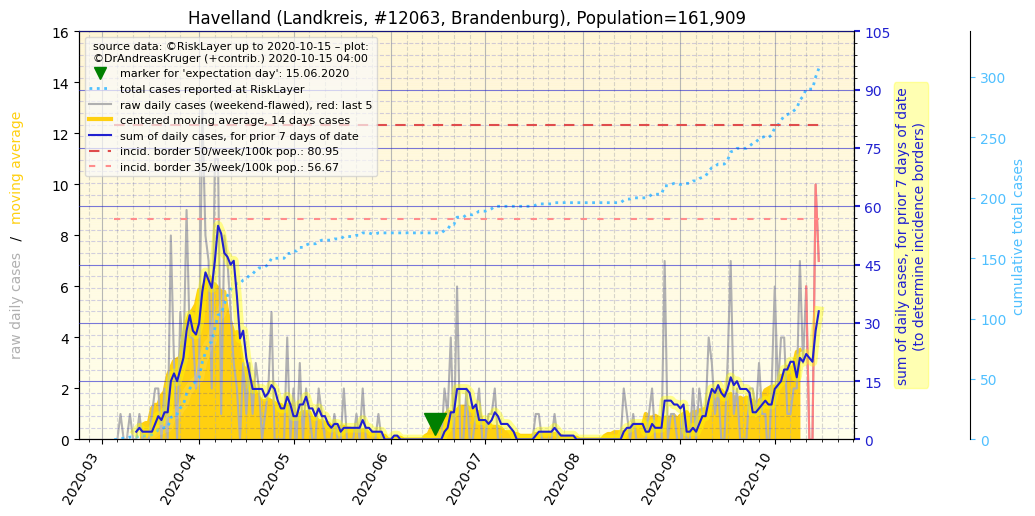 Havelland (Landkreis, #12063, Brandenburg), Population=161,909
source data: ©RiskLayer up to 2020-10-15 – plot:
©DrAndreasKruger (+contrib.) 2020-10-15 04:00
marker for 'expectation day': 15.06.2020
total cases reported at RiskLayer
raw daily cases (weekend-flawed), red: last 5
centered moving average, 14 days cases
sum of daily cases, for prior 7 days of date
incid. border 50/week/100k pop.: 80.95
incid. border 35/week/100k pop.: 56.67
raw daily cases / moving average
16
14
12
10
8
6
4
2
0
2020-03
2020-04
2020-05
2020-06
2020-07
2020-08
2020-09
2020-10
105
90
75
60
45
30
15
0
sum of daily cases, for prior 7 days of date
(to determine incidence borders)
300
250
200
150
100
50
0
cumulative total cases